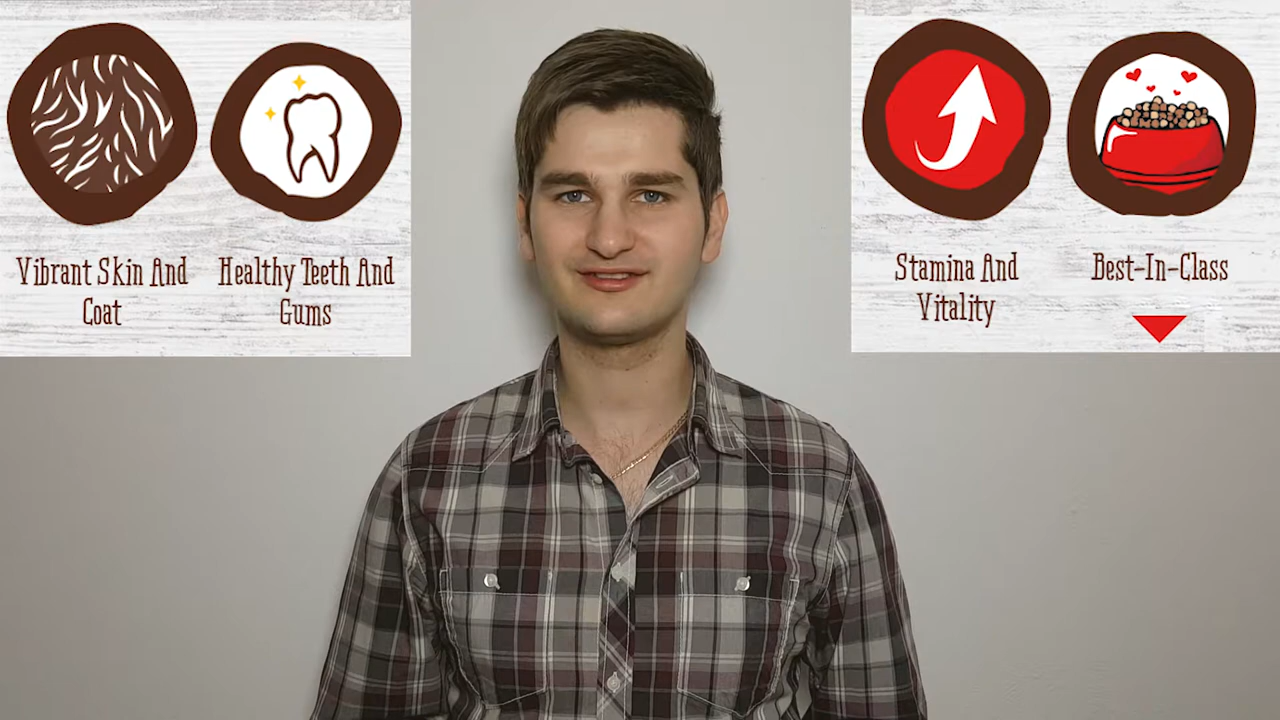 Vibrant Skin And
Coat
Healthy Teeth And
Gums
Stamina And
Vitality
Best-In-Class